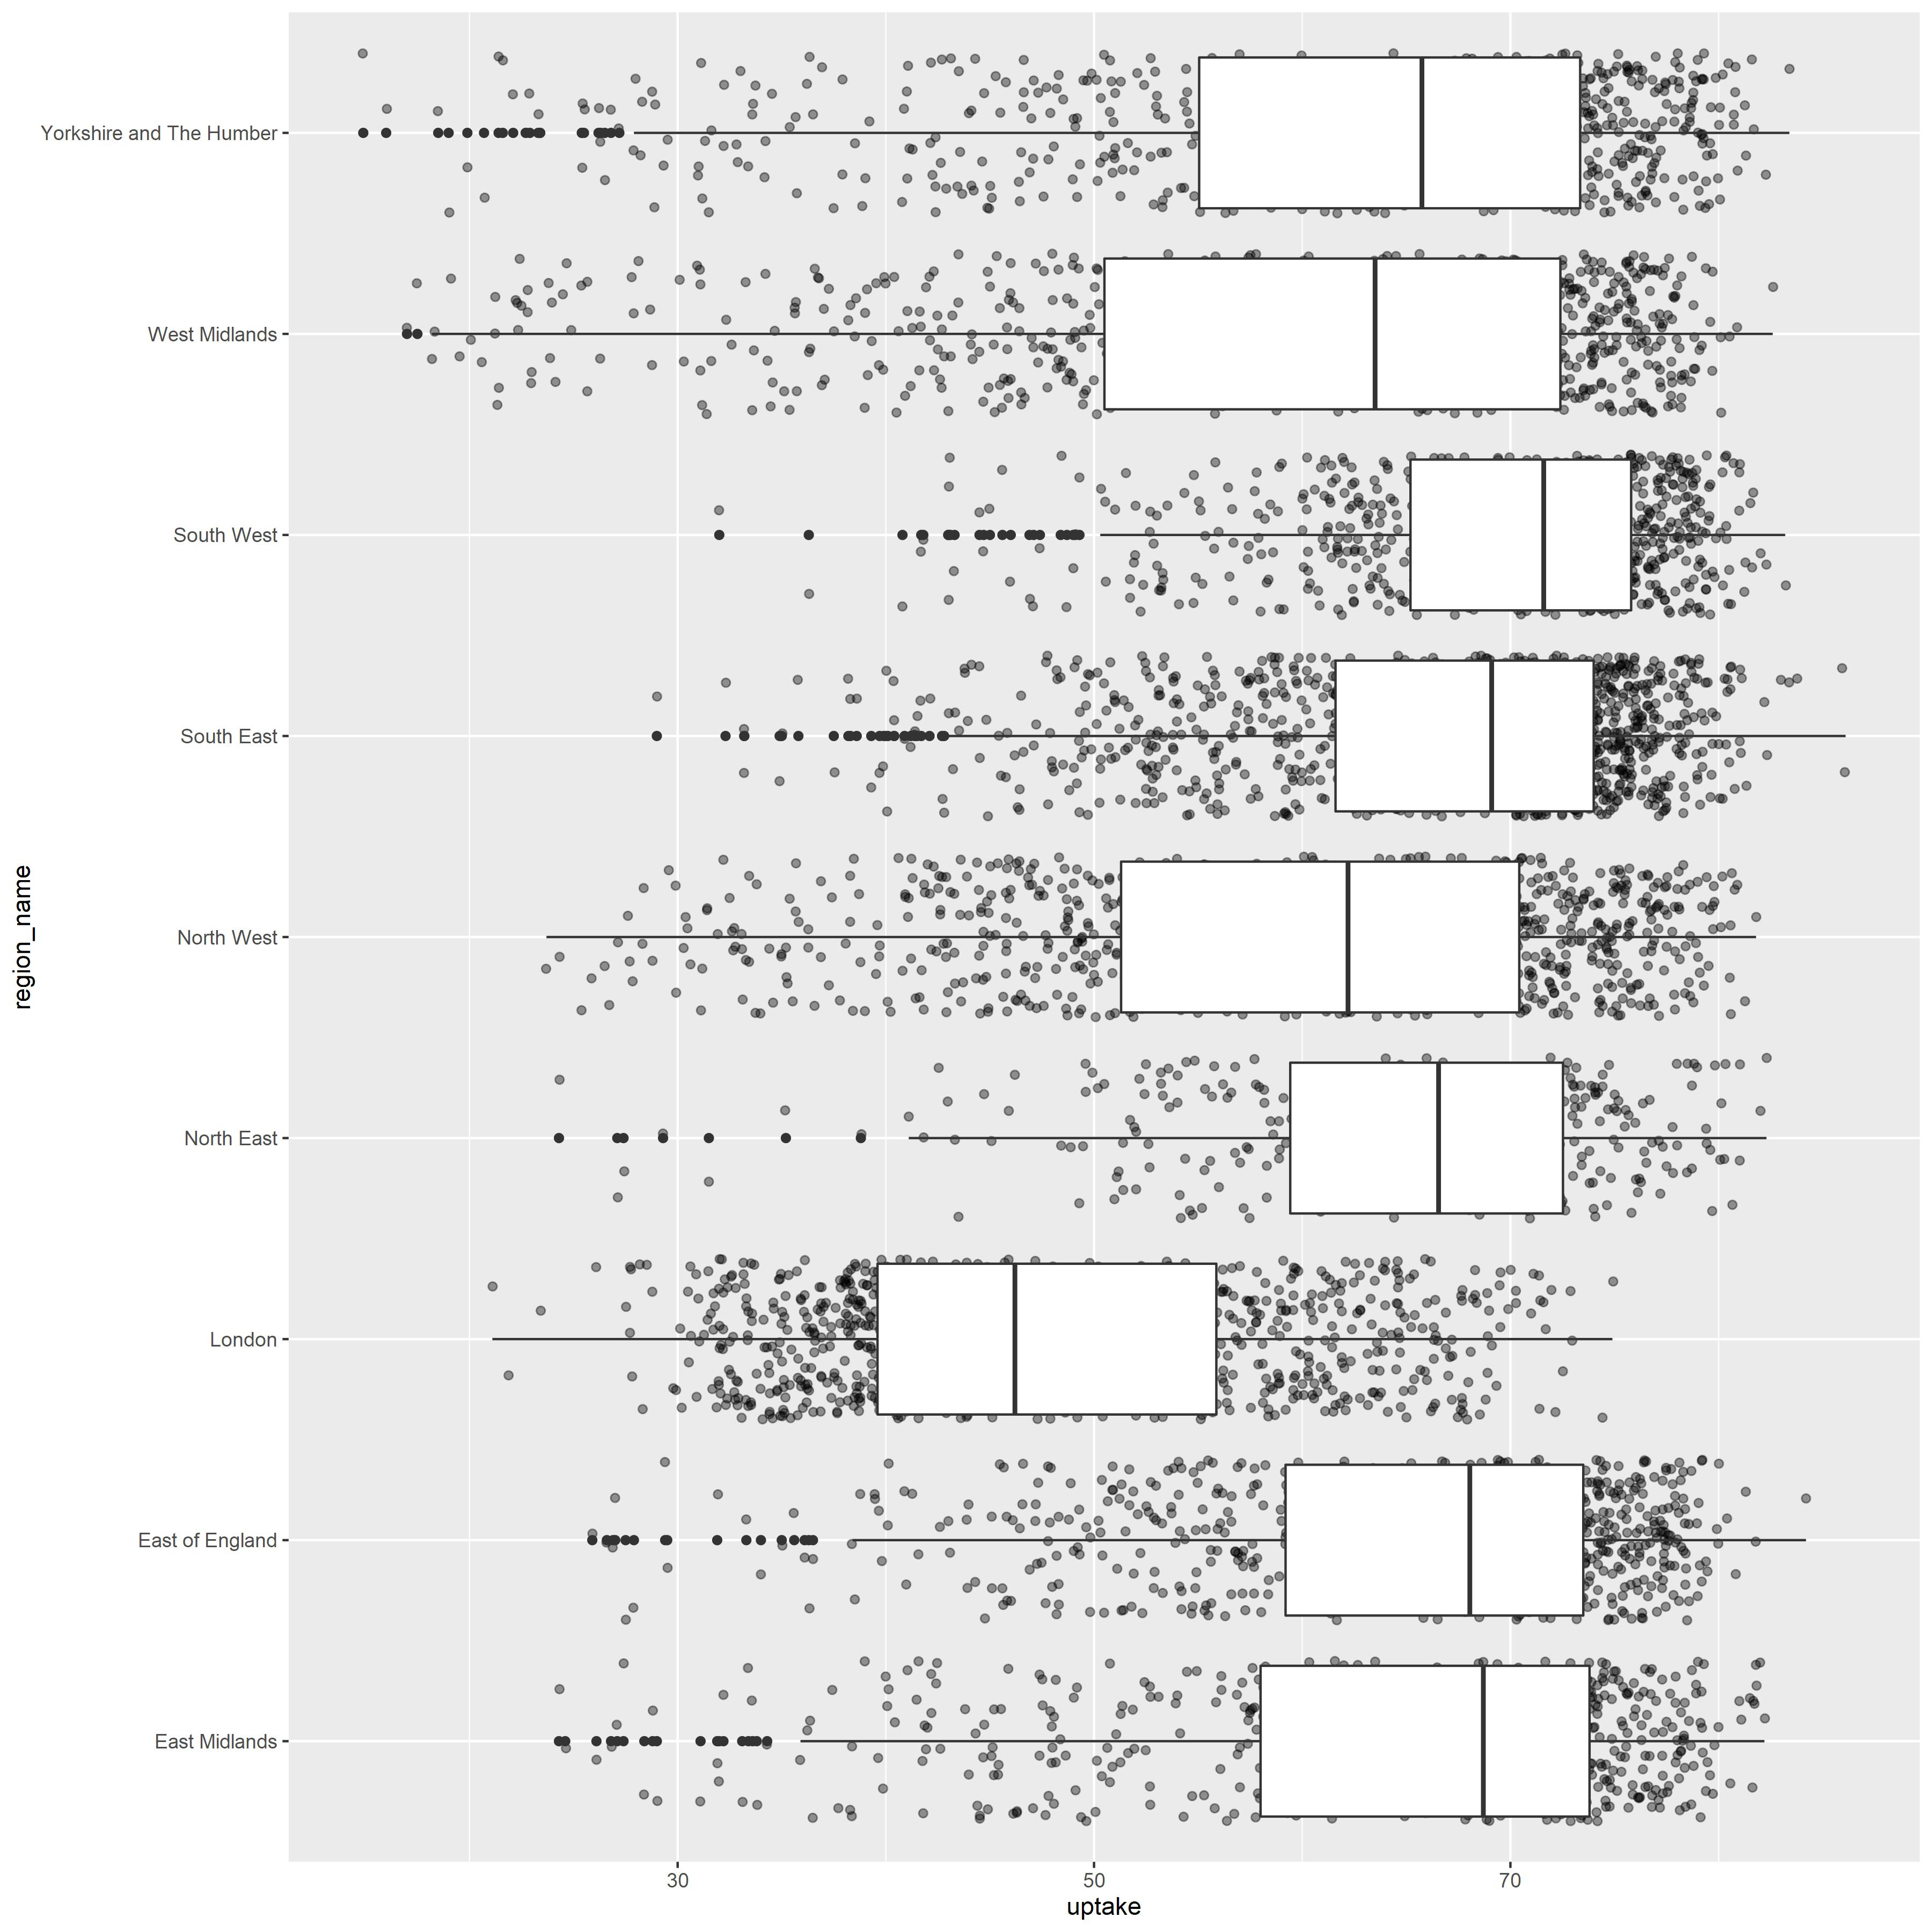 Yorkshire and The Humber
West Midlands
South West
South East
North West
North East
London
East of England
East Midlands
region_name
30 50 70
uptake